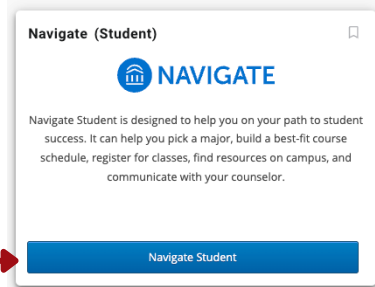 Navigate (Student)
NAVIGATE
Navigate Student is designed to help you on your path to student
success. It can help you pick a major, build a best-fit course
schedule, register for classes, find resources on campus, and
communicate with your counselor.
Navigate Student